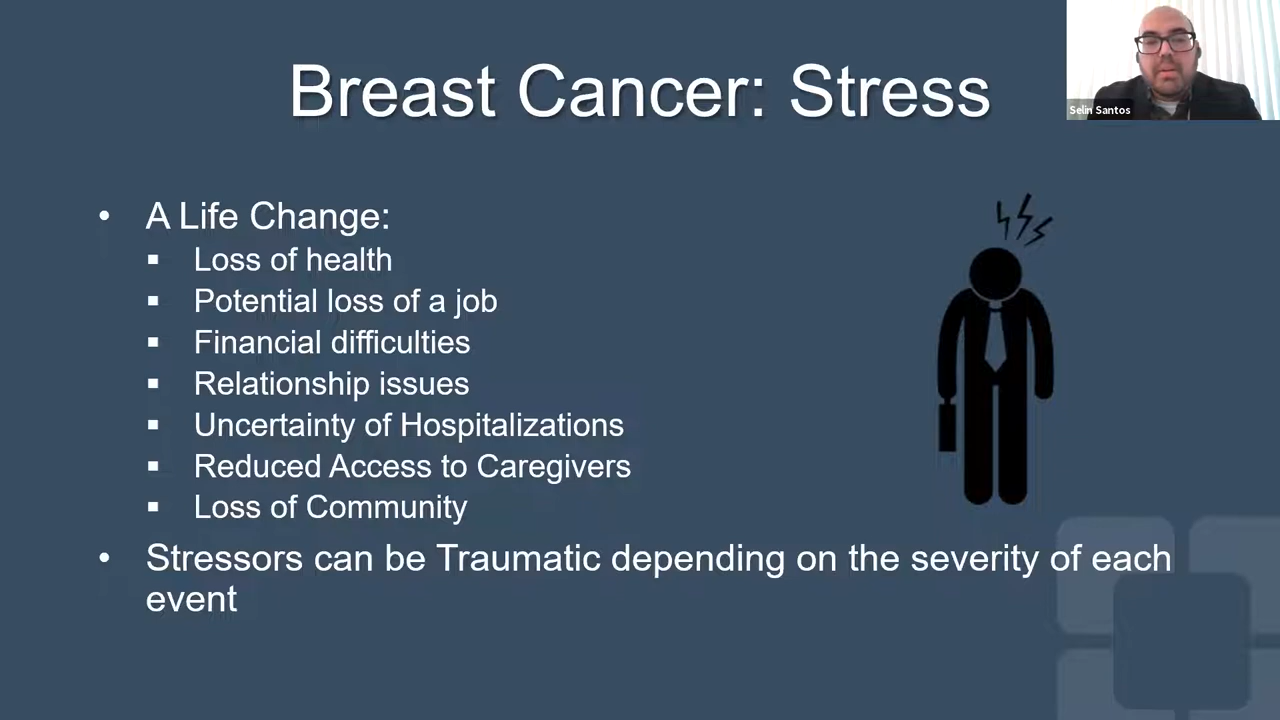 Breast Cancer: Stress
Selin Santos
• A Life Change:
▪ Loss of health
▪ Potential loss of a job
▪ Financial difficulties
▪ Relationship issues
▪ Uncertainty of Hospitalizations
▪ Reduced Access to Caregivers
▪ Loss of Community
• Stressors can be Traumatic depending on the severity of each
event